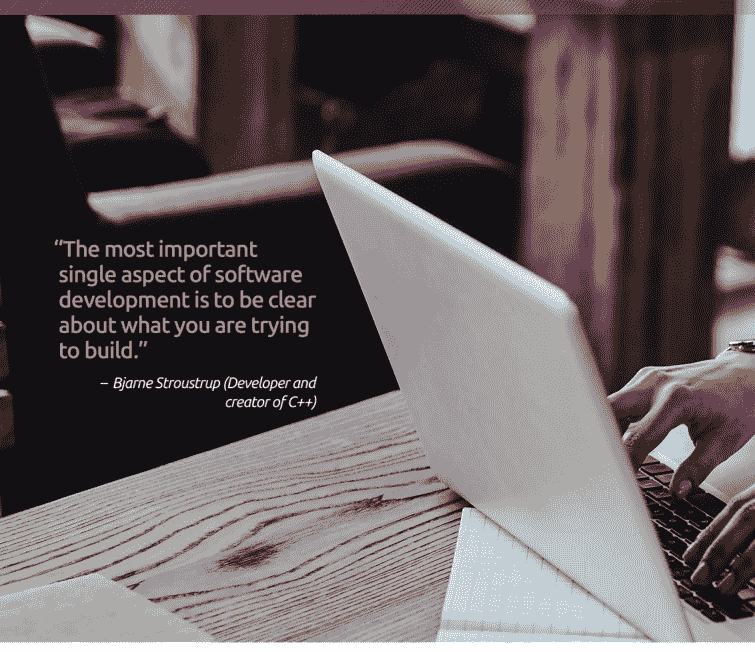 “The most important
single aspect of software
development is to be clear
about what you are trying
to build.”
– Bjarne Stroustrup (Developer and
creator of C++)